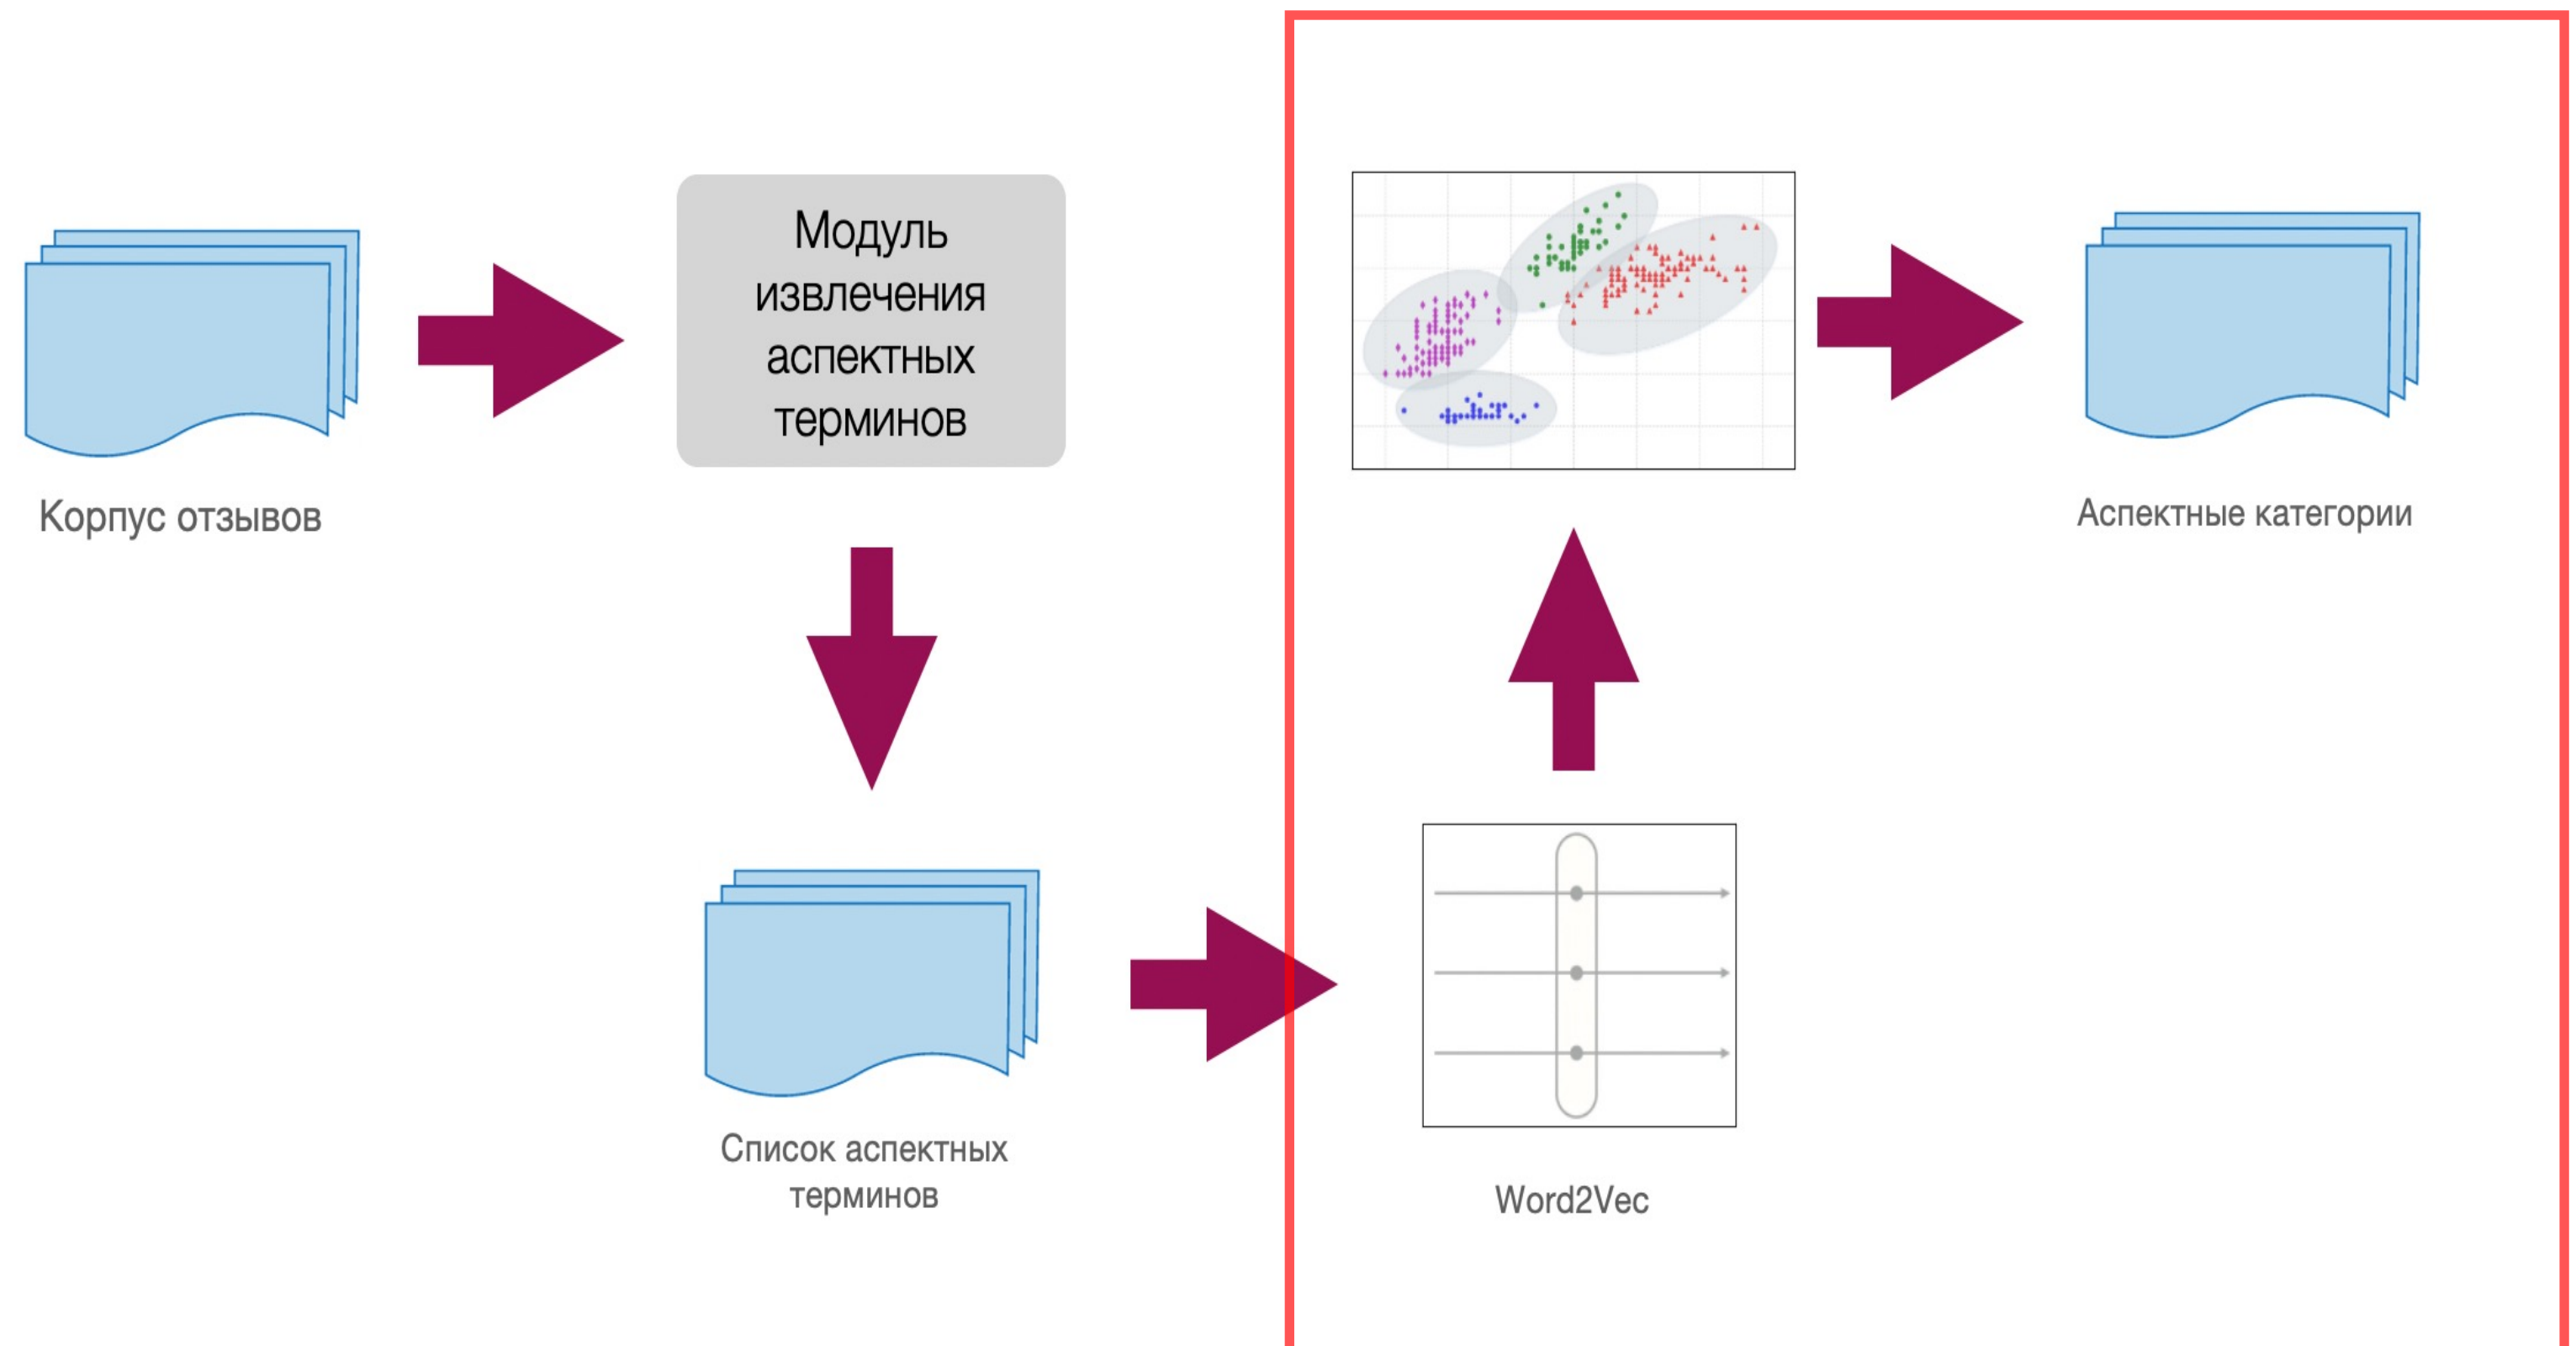 Модуль
извлечения
аспектных
терминов
Корпус отзывов
Аспектные категории
Список аспектных
терминов
Word2Vec